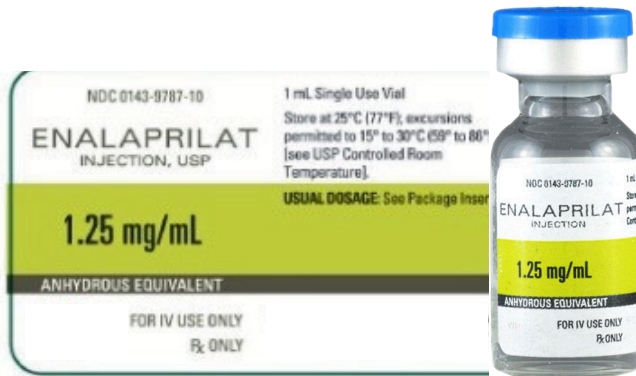 NDC 0143-9787-10
ENALAPRILAT
INJECTION, USP
1.25 mg/mL
ANHYDROUS EQUIVALENT
FOR IV USE ONLY
Rx ONLY
1 mL Single Use Vial
Store at 25°C (77°F); excursions
permitted to 15° to 30°C (59° to 86°
[see USP Controlled Room
Temperature].
USUAL DOSAGE: See Package Inser
NDC 0143-9787-10
ENALAPRILAT
INJECTION
1.25 mg/mL
ANHYDROUS EQUIVALENT
FOR IV USE ONLY
Rx ONLY